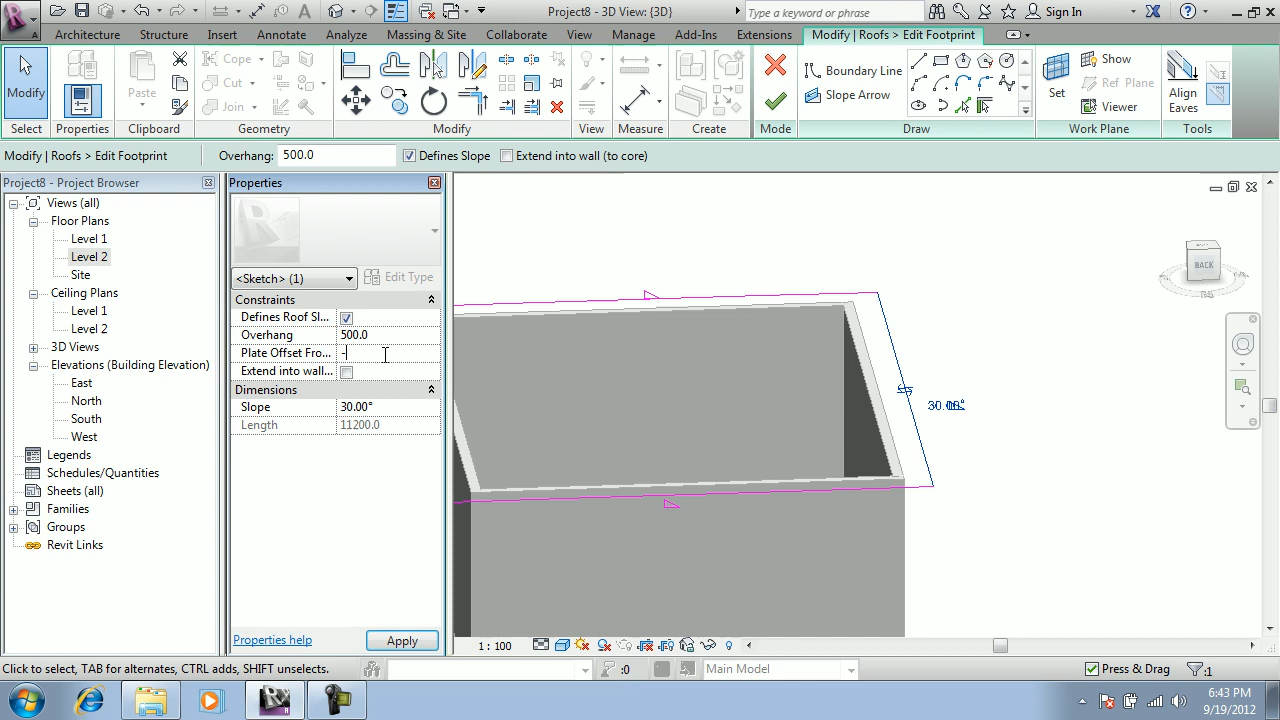 Project8 - 3D View: {3D}
Type a keyword or phrase
Sign In
Architecture Structure Insert Annotate Analyze Massing & Site Collaborate View Manage Add-Ins Extensions Modify | Roofs > Edit Footprint
Modify
Paste
Cope
Cut
Join
Boundary Line
Slope Arrow
Set
Show
Ref Plane
Viewer
Align
Eaves
Select Properties Clipboard Geometry Modify View Measure Create Mode Draw Work Plane Tools
Modify | Roofs > Edit Footprint Overhang: 500.0 Defines Slope Extend into wall (to core)
Project8 - Project Browser
Views (all)
Floor Plans
Level 1
Level 2
Site
Ceiling Plans
Level 1
Level 2
3D Views
Elevations (Building Elevation)
East
North
South
West
Legends
Schedules/Quantities
Sheets (all)
Families
Groups
Revit Links
Properties
<Sketch> (1) Edit Type
Constraints
Defines Roof Sl...
Overhang 500.0
Plate Offset Fro... -
Extend into wall...
Dimensions
Slope 30.00°
Length 11200.0
Properties help Apply
BACK
1 : 100
Click to select, TAB for alternates, CTRL adds, SHIFT unselects. :0 Main Model Press & Drag :1
6:43 PM
9/19/2012